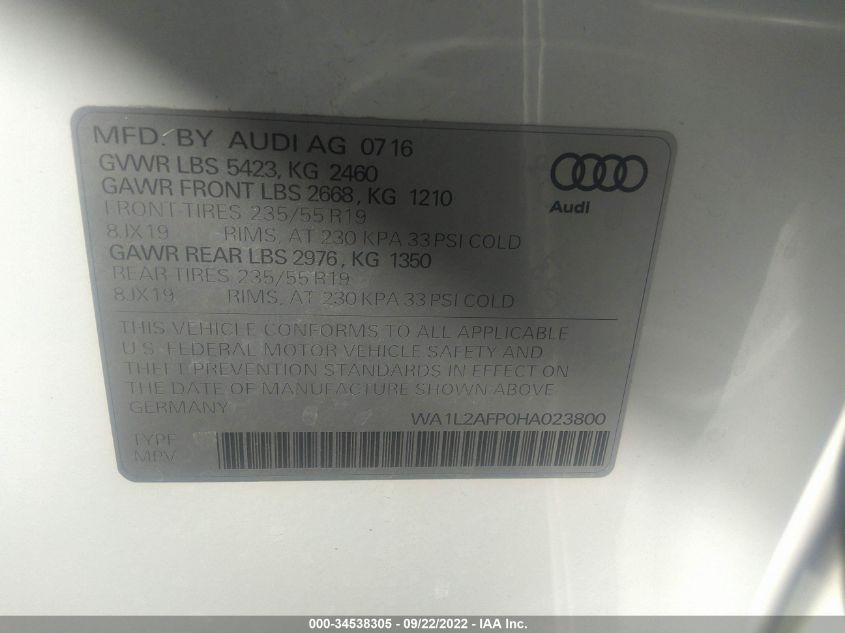 MFD. BY AUDI AG 0716
GVWR LBS 5423, KG 2460
GAWR FRONT LBS 2668, KG 1210
FRONT-TIRES 235/55 R19
8JX19 RIMS, AT 230 KPA 33 PSI COLD
GAWR REAR LBS 2976, KG 1350
REAR-TIRES 235/55 R19
8JX19 RIMS, AT 230 KPA 33 PSI COLD
Audi
THIS VEHICLE CONFORMS TO ALL APPLICABLE
U.S. FEDERAL MOTOR VEHICLE SAFETY AND
THEFT PREVENTION STANDARDS IN EFFECT ON
THE DATE OF MANUFACTURE SHOWN ABOVE
GERMANY
WA1L2AFP0HA023800
TYPE
MPV
000-34538305 - 09/22/2022 - IAA Inc.